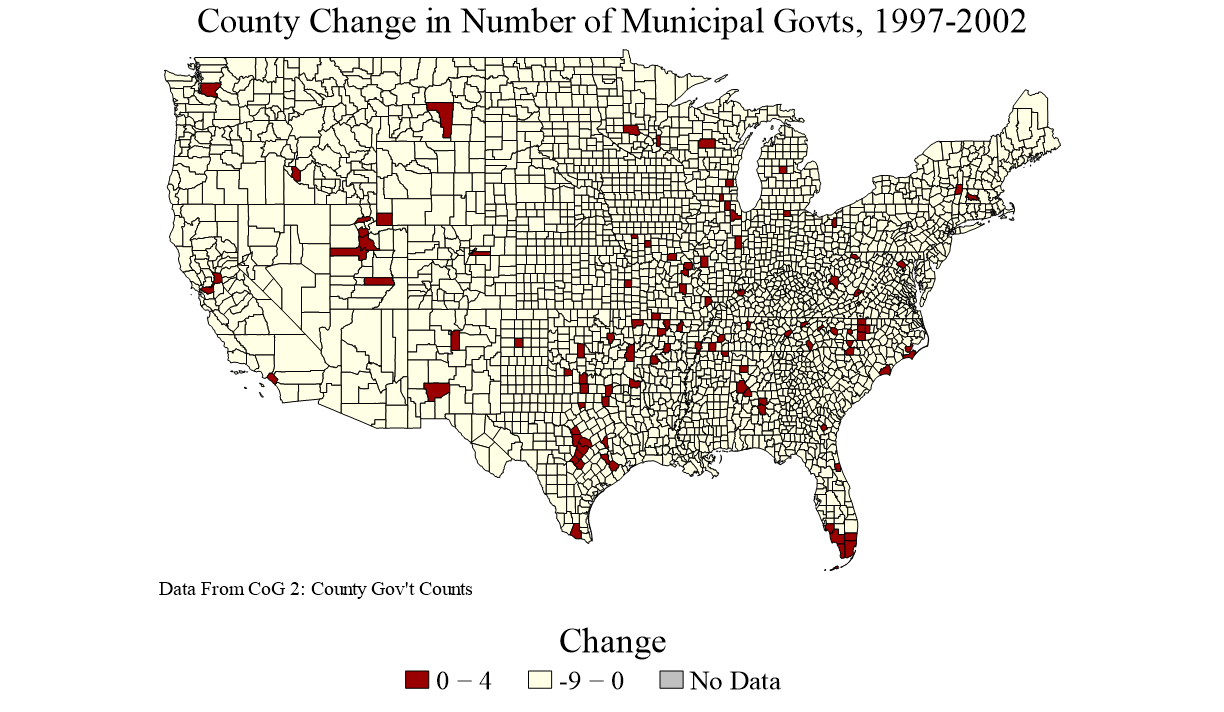 County Change in Number of Municipal Govts, 1997-2002
Data From CoG 2: County Gov't Counts
Change
0 − 4
-9 − 0
No Data